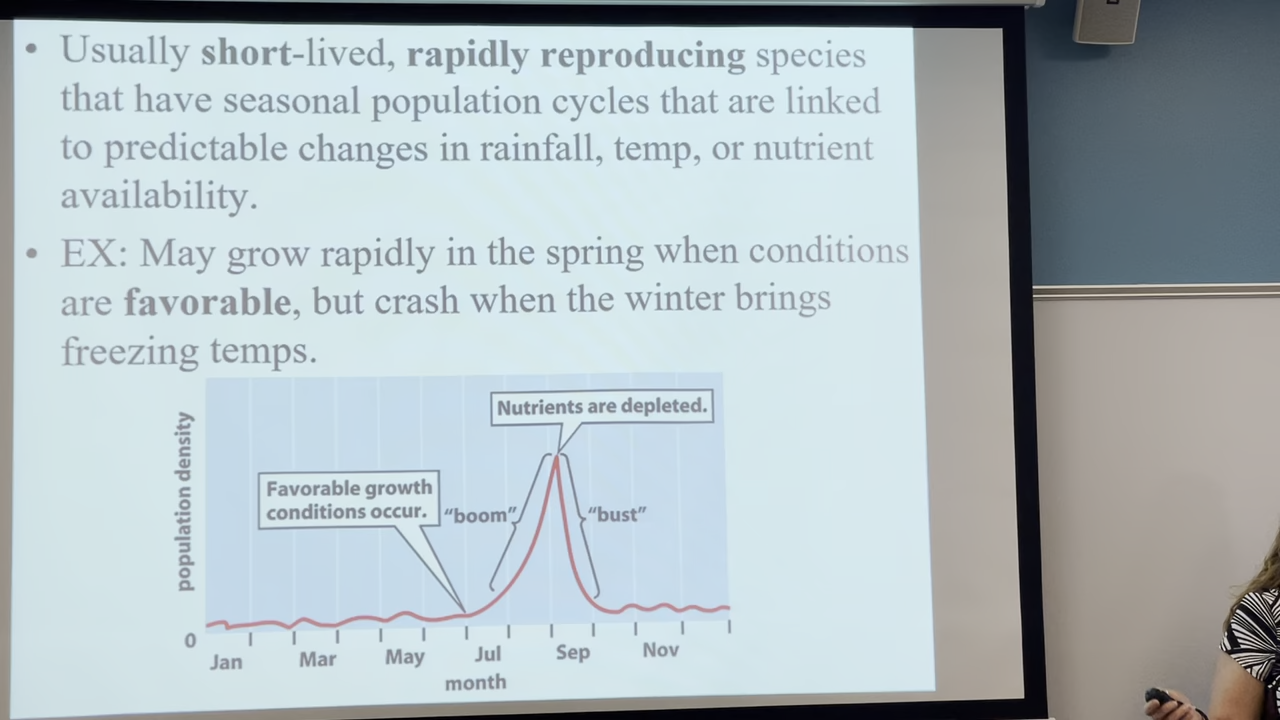 • Usually short-lived, rapidly reproducing species
that have seasonal population cycles that are linked
to predictable changes in rainfall, temp, or nutrient
availability.
• EX: May grow rapidly in the spring when conditions
are favorable, but crash when the winter brings
freezing temps.
population density
Nutrients are depleted.
Favorable growth
conditions occur.
“boom”
“bust”
0
Jan Mar May Jul Sep Nov
month